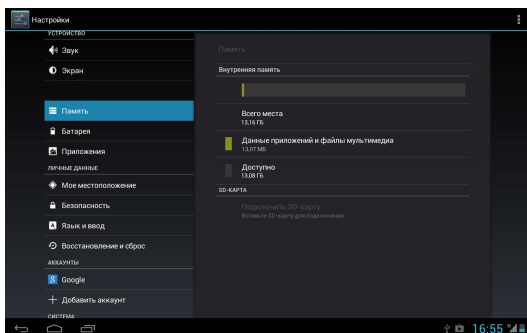 Настройки
УСТРОЙСТВО
Звук
Экран
Память
Батарея
Приложения
ЛИЧНЫЕ ДАННЫЕ
Мое местоположение
Безопасность
Язык и ввод
Восстановление и сброс
АККАУНТЫ
Google
Добавить аккаунт
СИСТЕМА
Память
Внутренняя память
Всего места
13,16 ГБ
Данные приложений и файлы мультимедиа
13,07 МБ
Доступно
13,08 ГБ
SD-КАРТА
Подключить SD-карту
Вставьте SD-карту для подключения
16:55